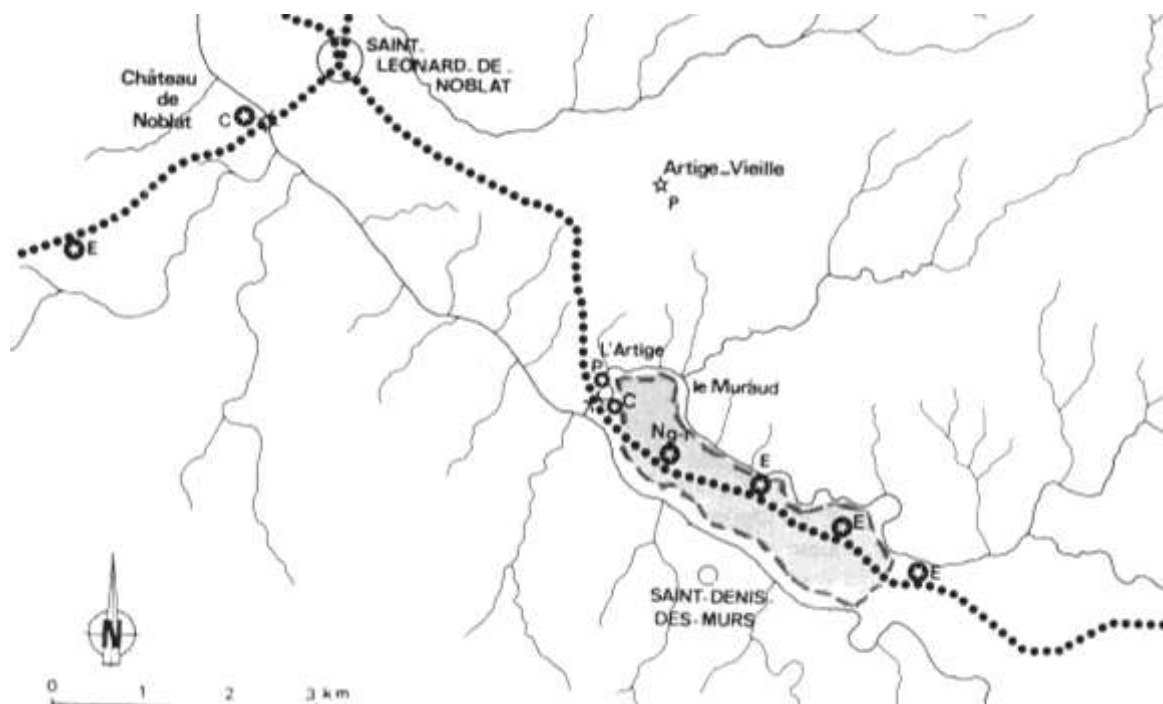 SAINT-
LEONARD-DE-
NOBLAT
Château
de
Noblat
C
Artige-Vieille
P
E
L'Artige
P
le Muraud
C
E
E
E
SAINT-DENIS-
DES-MURS
N
0 1 2 3 km